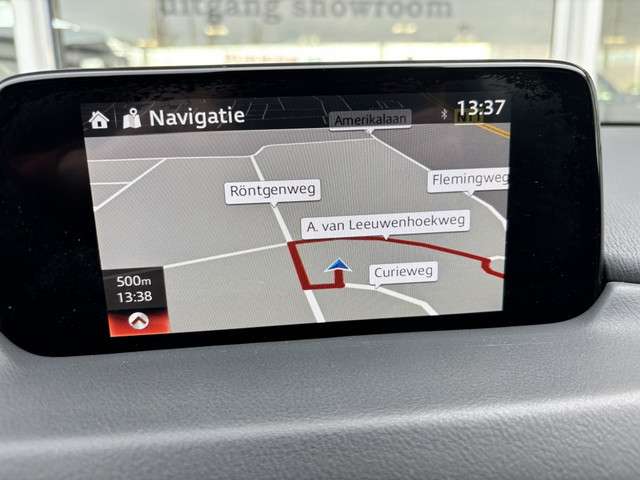 uitgang showroom
Navigatie
13:37
Amerikalaan
Flemingweg
Röntgenweg
A. van Leeuwenhoekweg
Curieweg
500m
13:38